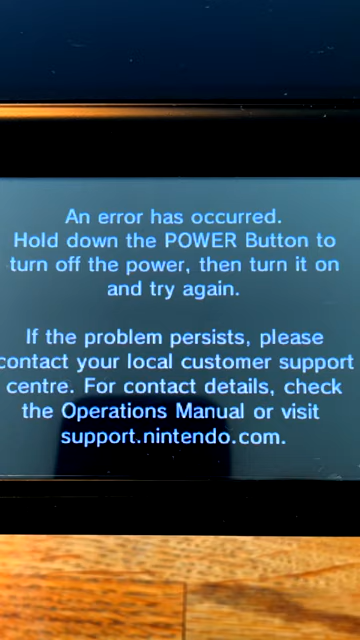 An error has occurred.
Hold down the POWER Button to
turn off the power, then turn it on
and try again.
If the problem persists, please
contact your local customer support
centre. For contact details, check
the Operations Manual or visit
support.nintendo.com.